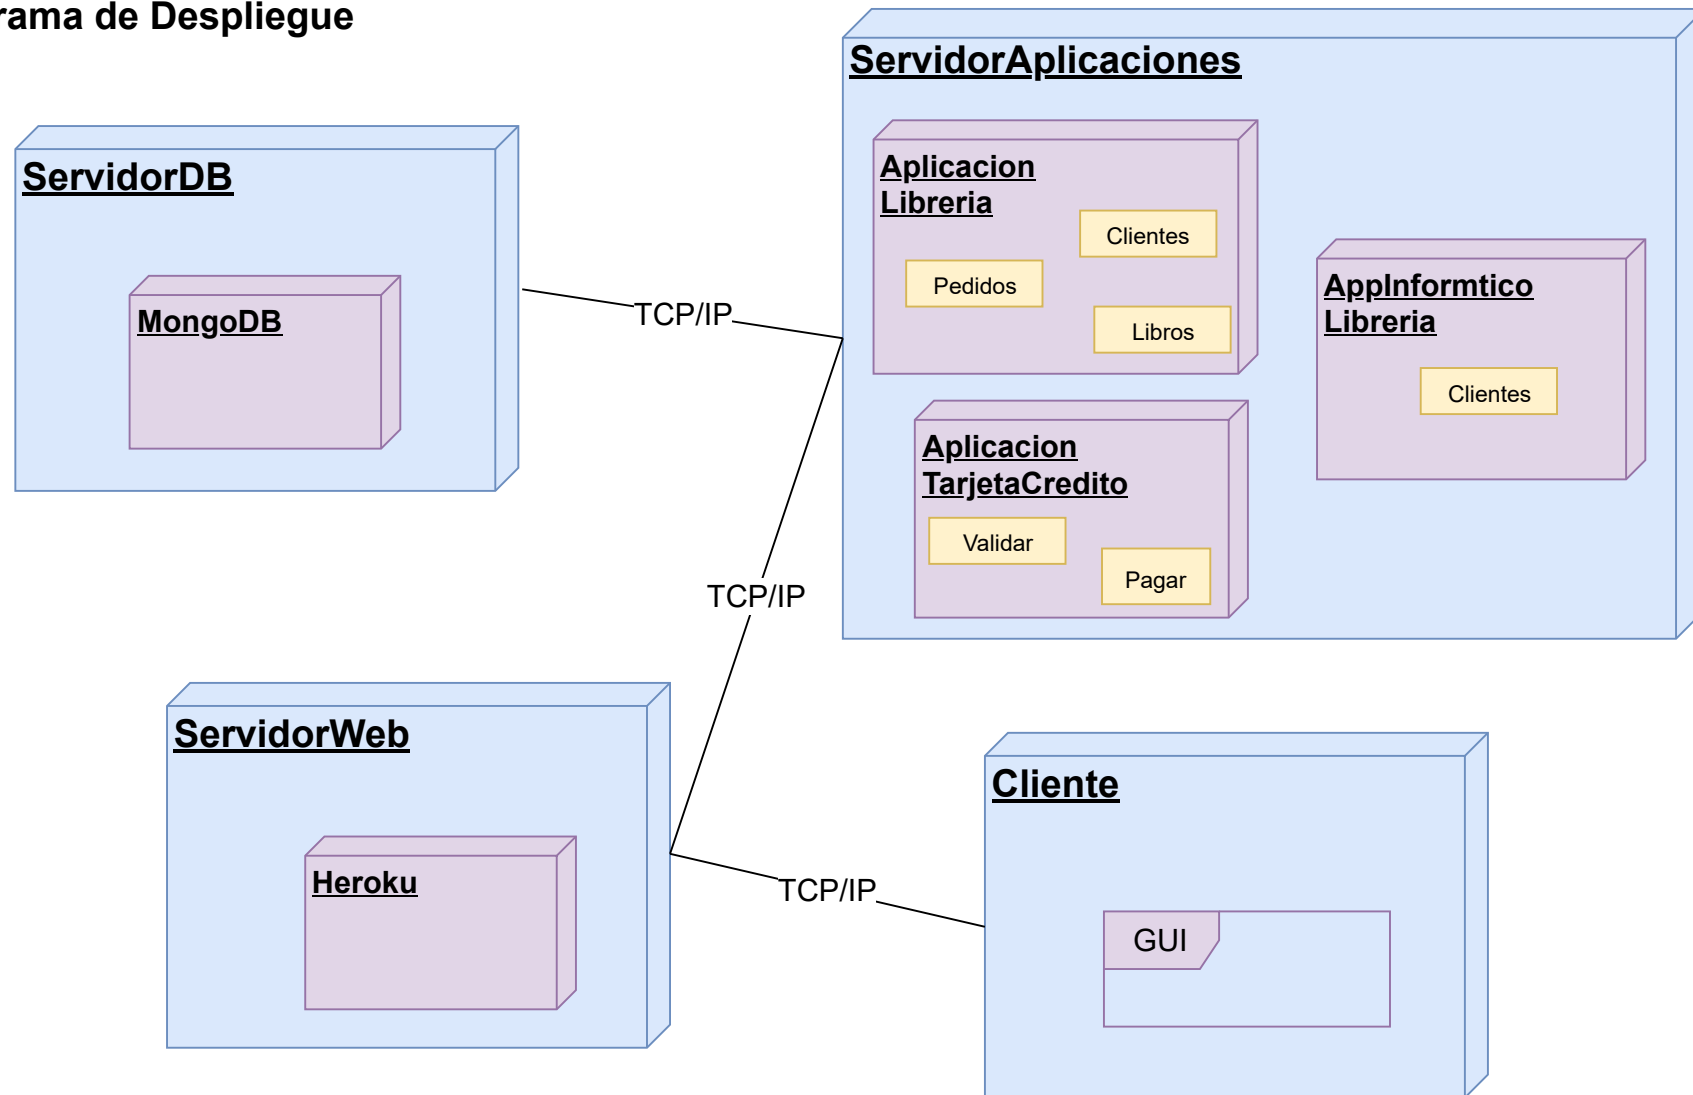 rama de Despliegue
ServidorAplicaciones
ServidorDB
MongoDB
TCP/IP
Aplicacion
Libreria
Clientes
Pedidos
Libros
AppInformtico
Libreria
Clientes
Aplicacion
TarjetaCredito
Validar
Pagar
TCP/IP
ServidorWeb
Heroku
TCP/IP
Cliente
GUI